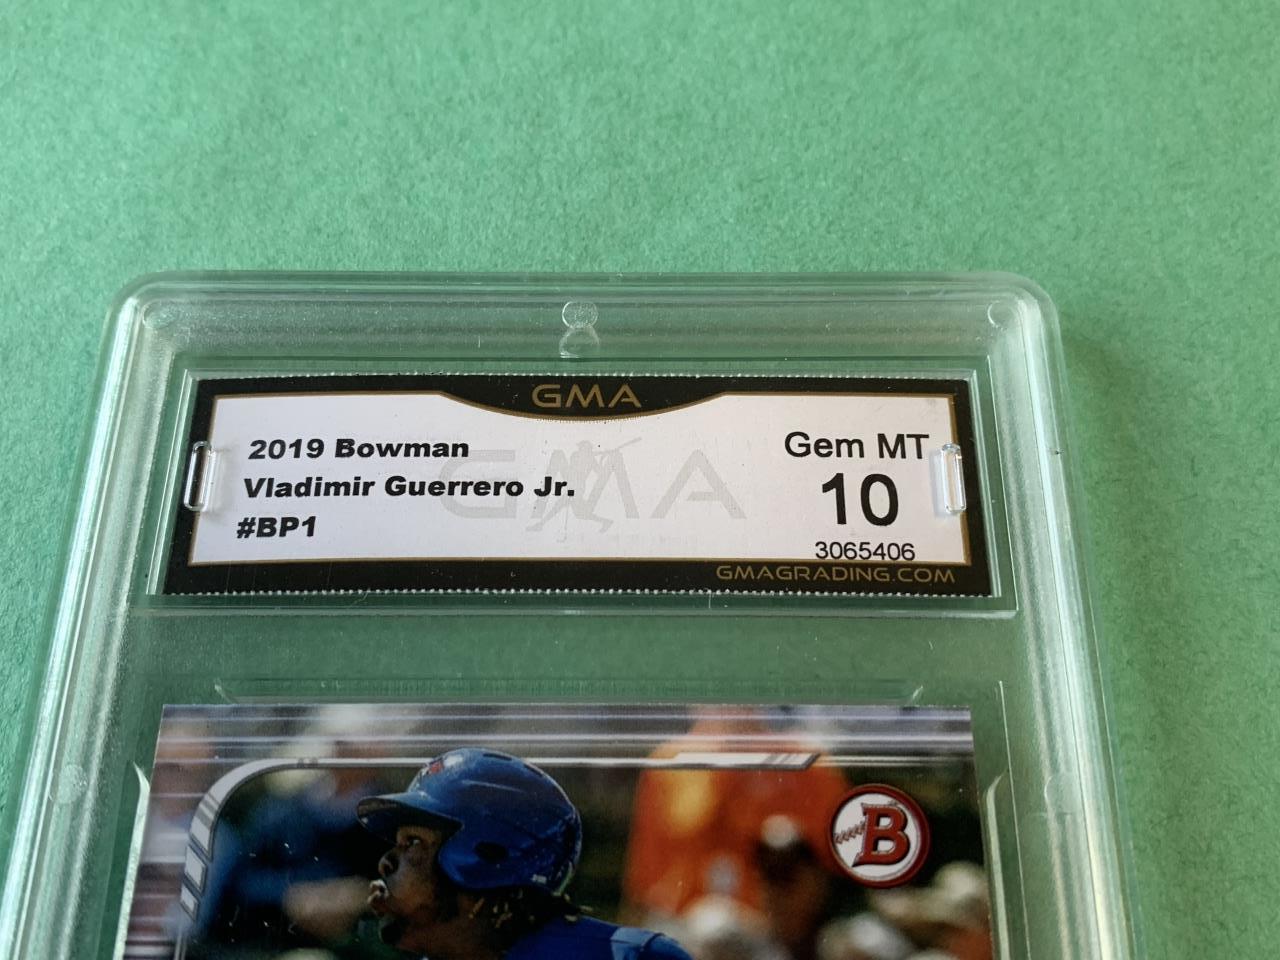 GMA
2019 Bowman
Vladimir Guerrero Jr.
#BP1
GMA
Gem MT
10
3065406
GMAGRADING.COM
B